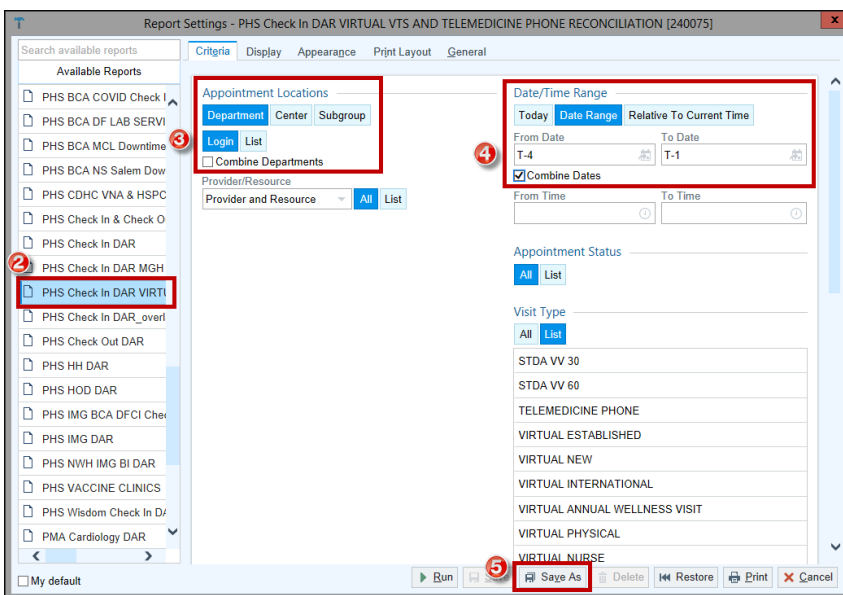 Report Settings - PHS Check In DAR VIRTUAL VTS AND TELEMEDICINE PHONE RECONCILIATION [240075]
x
Search available reports
Available Reports
PHS BCA COVID Check I
PHS BCA DF LAB SERVI
PHS BCA MCL Downtime
PHS BCA NS Salem Dow
PHS CDHC VNA & HSPC
PHS Check In & Check O
PHS Check In DAR
PHS Check In DAR MGH
2
PHS Check In DAR VIRTU
PHS Check In DAR_overl
PHS Check Out DAR
PHS HH DAR
PHS HOD DAR
PHS IMG BCA DFCI Chec
PHS IMG DAR
PHS NWH IMG BI DAR
PHS VACCINE CLINICS
PHS Wisdom Check In DA
PMA Cardiology DAR
My default
Criteria Display Appearance Print Layout General
Appointment Locations
Department Center Subgroup
3
Login List
Combine Departments
Provider/Resource
Provider and Resource All List
Date/Time Range
Today Date Range Relative To Current Time
From Date To Date
4
T-4 T-1
Combine Dates
From Time To Time
Appointment Status
All List
Visit Type
All List
STDA VV 30
STDA VV 60
TELEMEDICINE PHONE
VIRTUAL ESTABLISHED
VIRTUAL NEW
VIRTUAL INTERNATIONAL
VIRTUAL ANNUAL WELLNESS VISIT
VIRTUAL PHYSICAL
VIRTUAL NURSE
5
Run Save As Delete Restore Print Cancel